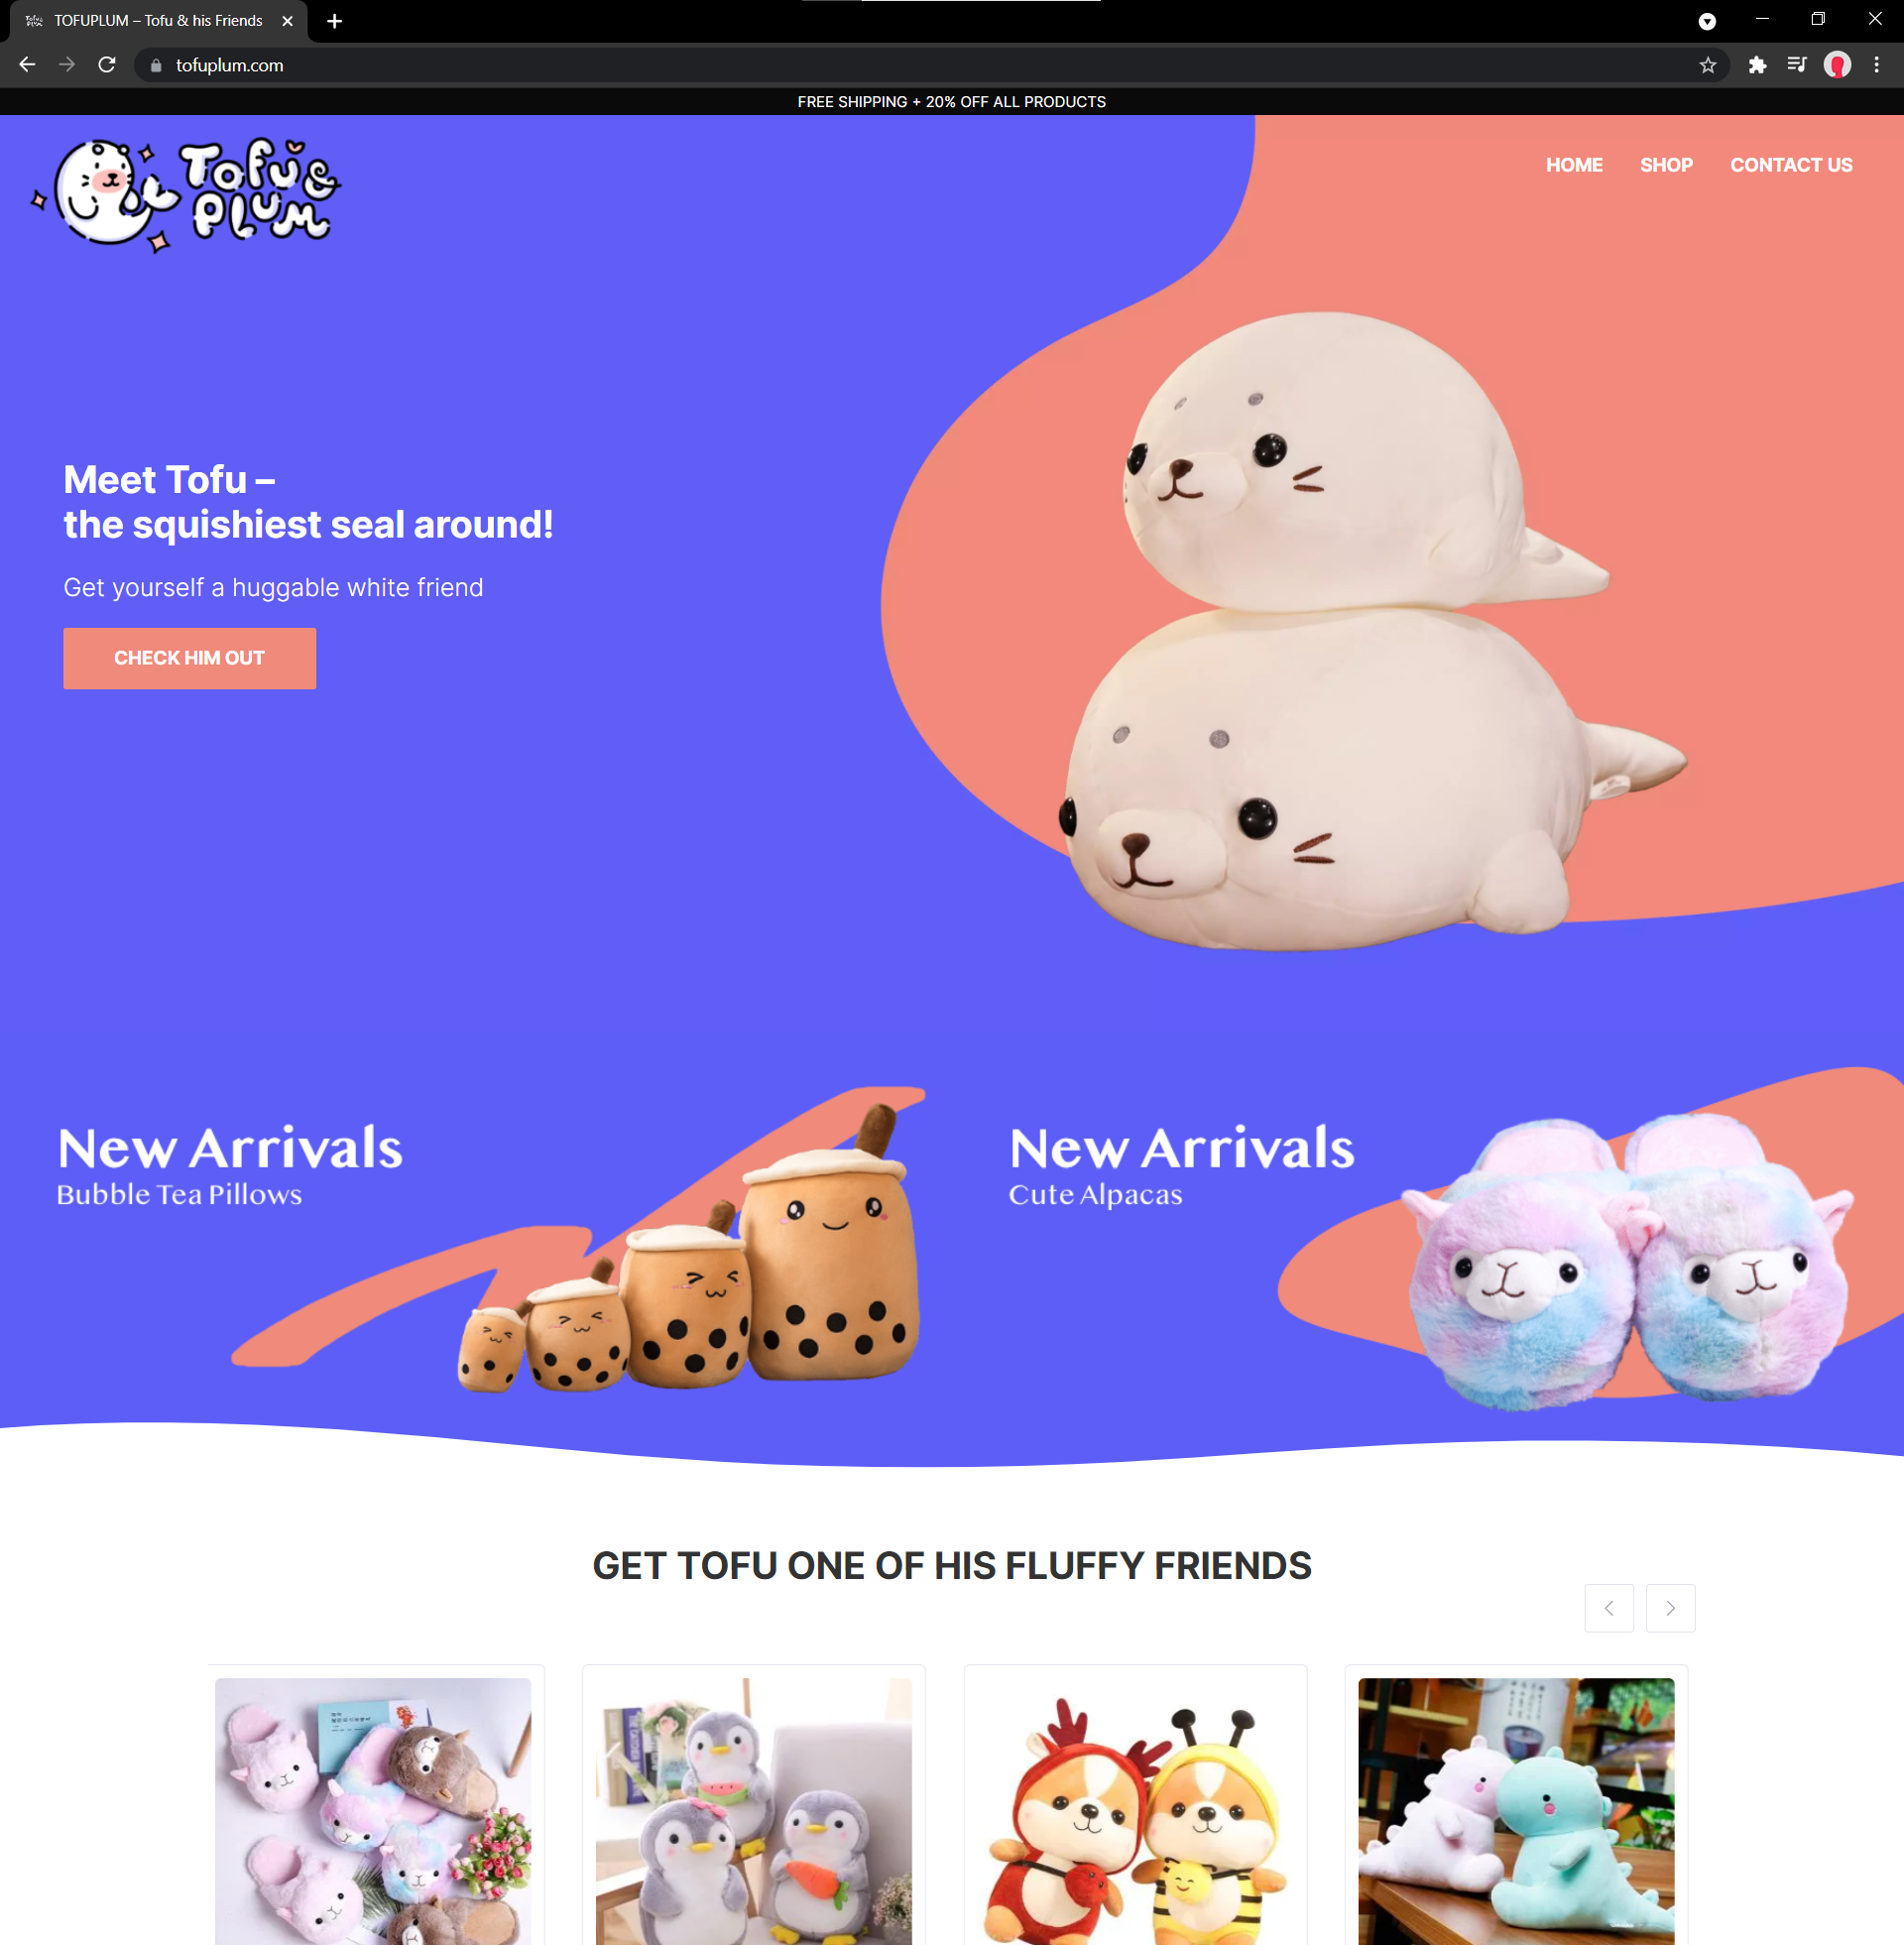 TOFUPLUM – Tofu & his Friends
tofuplum.com
FREE SHIPPING + 20% OFF ALL PRODUCTS
Tofu &
Plum
HOME SHOP CONTACT US
Meet Tofu –
the squishiest seal around!
Get yourself a huggable white friend
CHECK HIM OUT
New Arrivals
Bubble Tea Pillows
New Arrivals
Cute Alpacas
GET TOFU ONE OF HIS FLUFFY FRIENDS